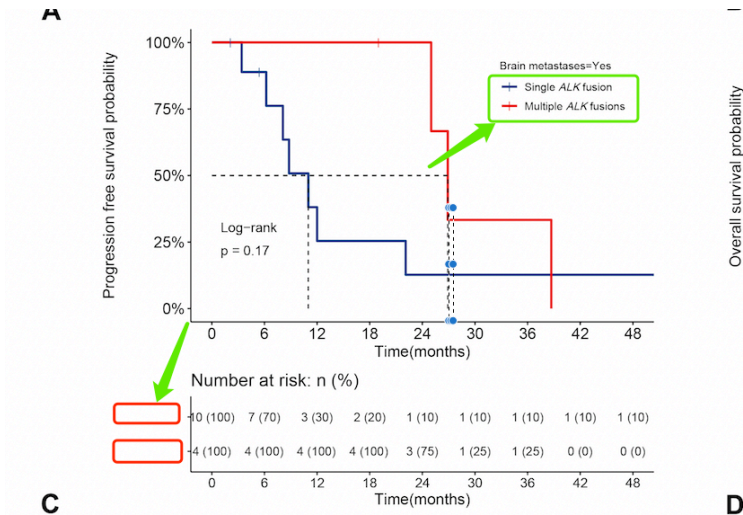 A
Progression free survival probability
100%
75%
50%
25%
0%
Brain metastases=Yes
Single ALK fusion
Multiple ALK fusions
Log-rank
p = 0.17
0 6 12 18 24 30 36 42 48
Time(months)
Overall survival probability
Number at risk: n (%)
10 (100) 7 (70) 3 (30) 2 (20) 1 (10) 1 (10) 1 (10) 1 (10) 1 (10)
4 (100) 4 (100) 4 (100) 4 (100) 3 (75) 1 (25) 1 (25) 0 (0) 0 (0)
0 6 12 18 24 30 36 42 48
Time(months)
C
D